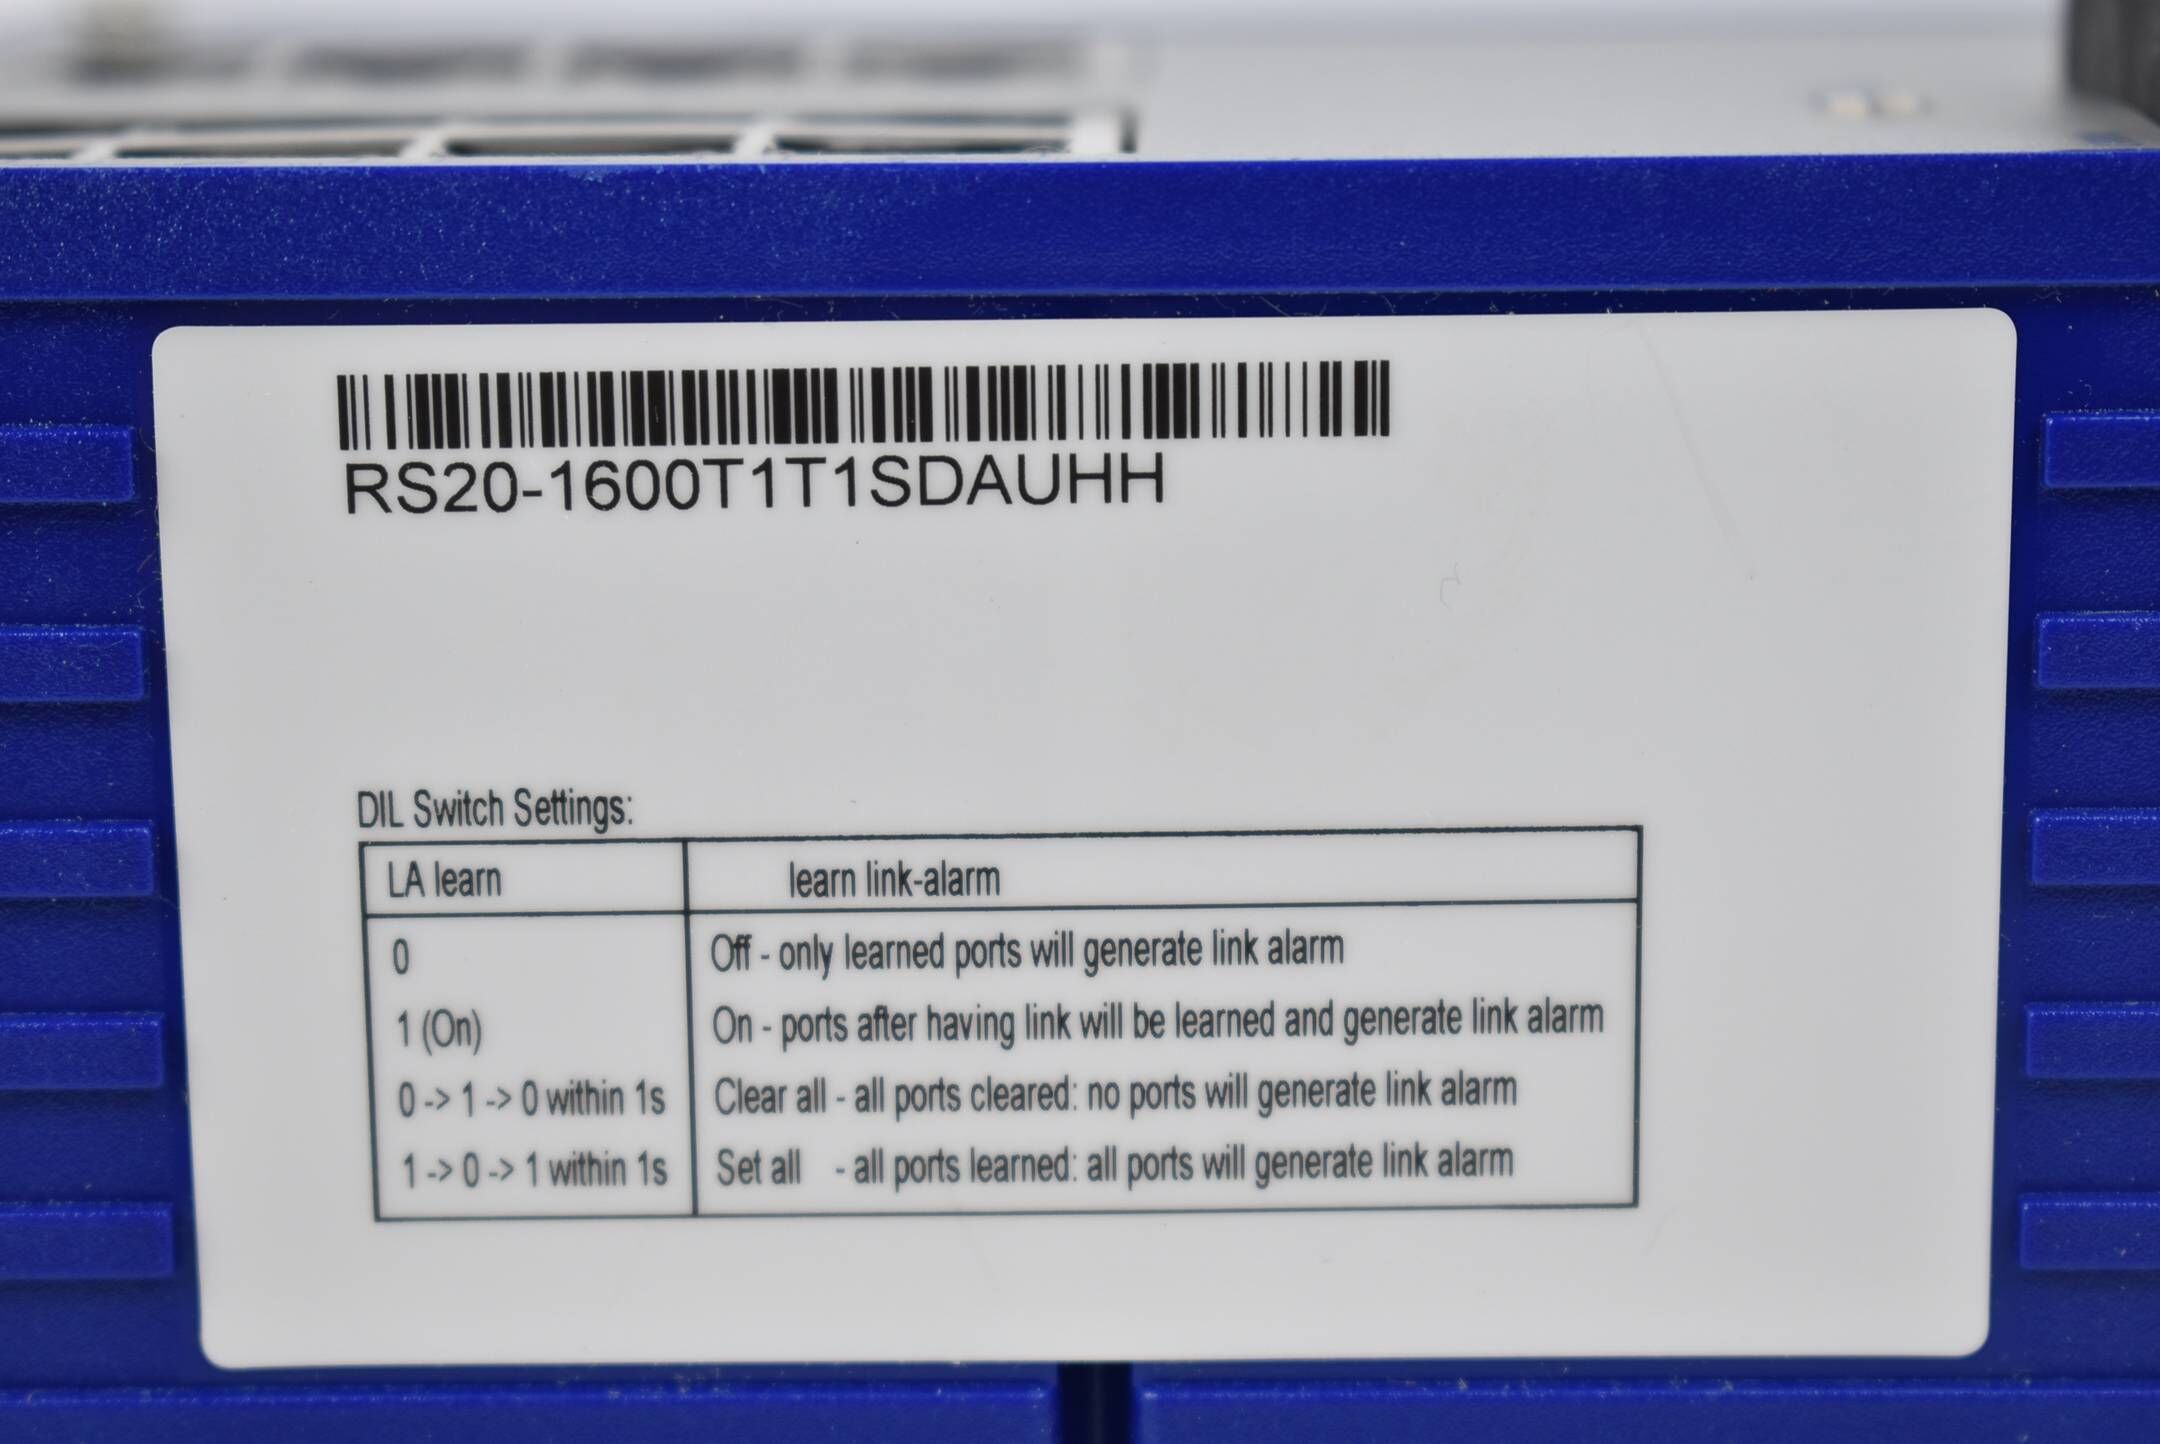 RS20-1600T1T1SDAUHH
DIL Switch Settings:
LA learn learn link-alarm
0 Off - only learned ports will generate link alarm
1 (On) On - ports after having link will be learned and generate link alarm
0 -> 1 -> 0 within 1s Clear all - all ports cleared: no ports will generate link alarm
1 -> 0 -> 1 within 1s Set all - all ports learned: all ports will generate link alarm